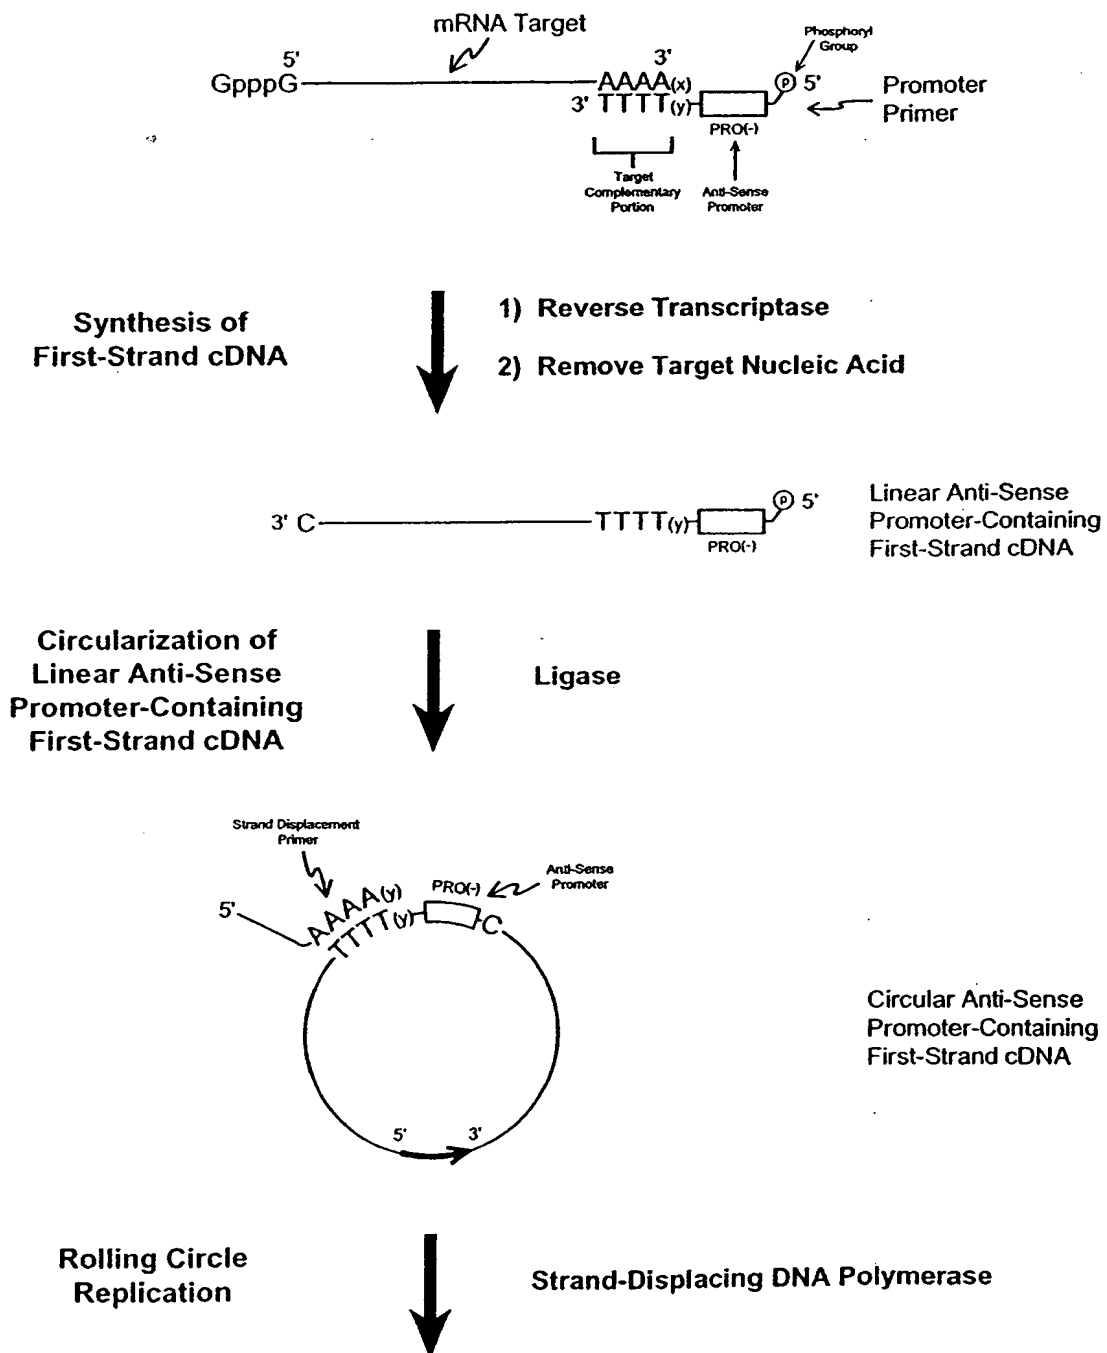 mRNA Target
Phosphoryl
Group
5'
3'
GpppG
AAAA(x)
P 5'
3' TTTT(y)
PRO(-)
Promoter
Primer
Target
Complementary
Portion
Anti-Sense
Promoter
Synthesis of
First-Strand cDNA
1) Reverse Transcriptase
2) Remove Target Nucleic Acid
3' C
TTTT(y)
PRO(-)
P 5'
Linear Anti-Sense
Promoter-Containing
First-Strand cDNA
Circularization of
Linear Anti-Sense
Promoter-Containing
First-Strand cDNA
Ligase
Strand Displacement
Primer
Anti-Sense
Promoter
5'
AAAA(y)
TTTT(y)
PRO(-)
C
5'
3'
Circular Anti-Sense
Promoter-Containing
First-Strand cDNA
Rolling Circle
Replication
Strand-Displacing DNA Polymerase